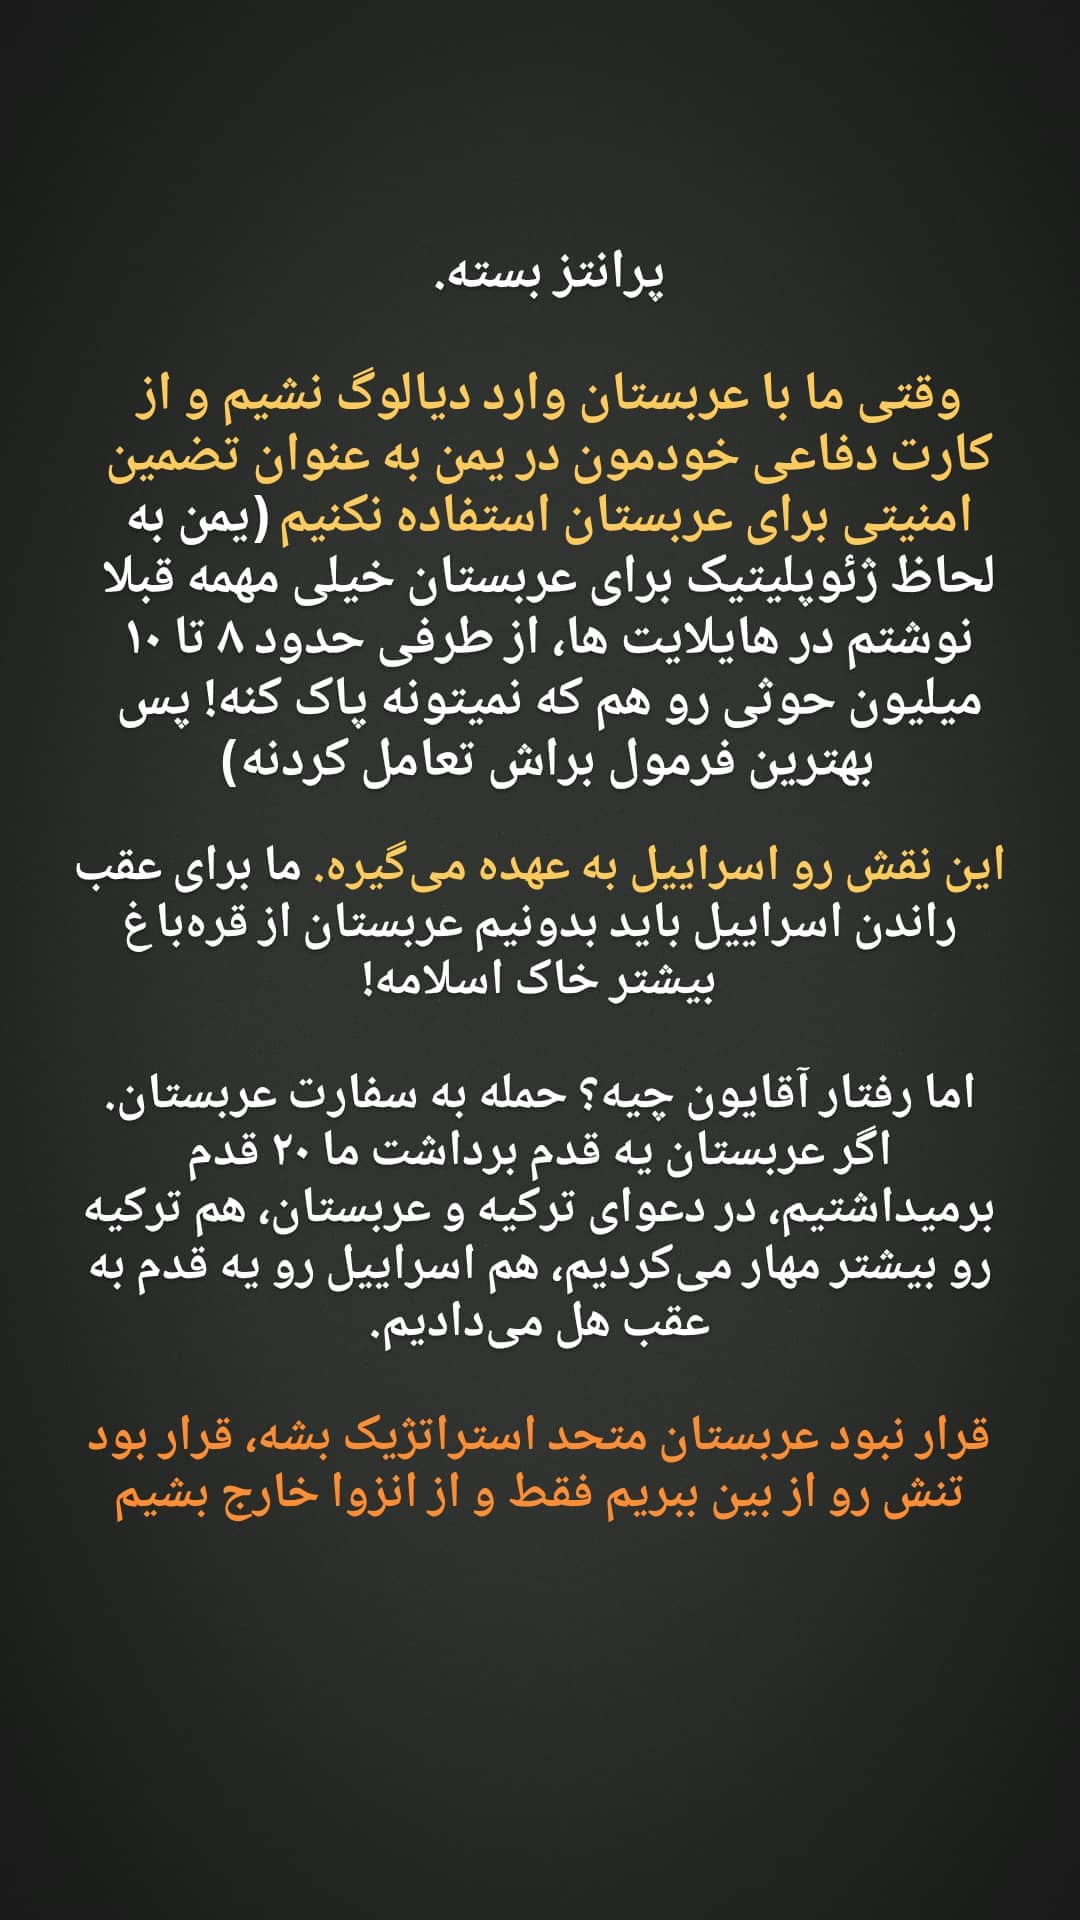 پرانتز بسته.
وقتی ما با عربستان وارد دیالوگ نشیم و از
کارت دفاعی خودمون در یمن به عنوان تضمین
امنیتی برای عربستان استفاده نکنیم (یمن به
لحاظ ژئوپلیتیک برای عربستان خیلی مهمه قبلا
نوشتم در هایلایت ها، از طرفی حدود ۸ تا ۱۰
میلیون حوثی رو هم که نمیتونه پاک کنه! پس
بهترین فرمول براش تعامل کردنه)
این نقش رو اسراییل به عهده می‌گیره. ما برای عقب
راندن اسراییل باید بدونیم عربستان از قره‌باغ
بیشتر خاک اسلامه!
اما رفتار آقایون چیه؟ حمله به سفارت عربستان.
اگر عربستان یه قدم برداشت ما ۲۰ قدم
برمیداشتیم، در دعوای ترکیه و عربستان، هم ترکیه
رو بیشتر مهار می‌کردیم، هم اسراییل رو یه قدم به
عقب هل می‌دادیم.
قرار نبود عربستان متحد استراتژیک بشه، قرار بود
تنش رو از بین ببریم فقط و از انزوا خارج بشیم